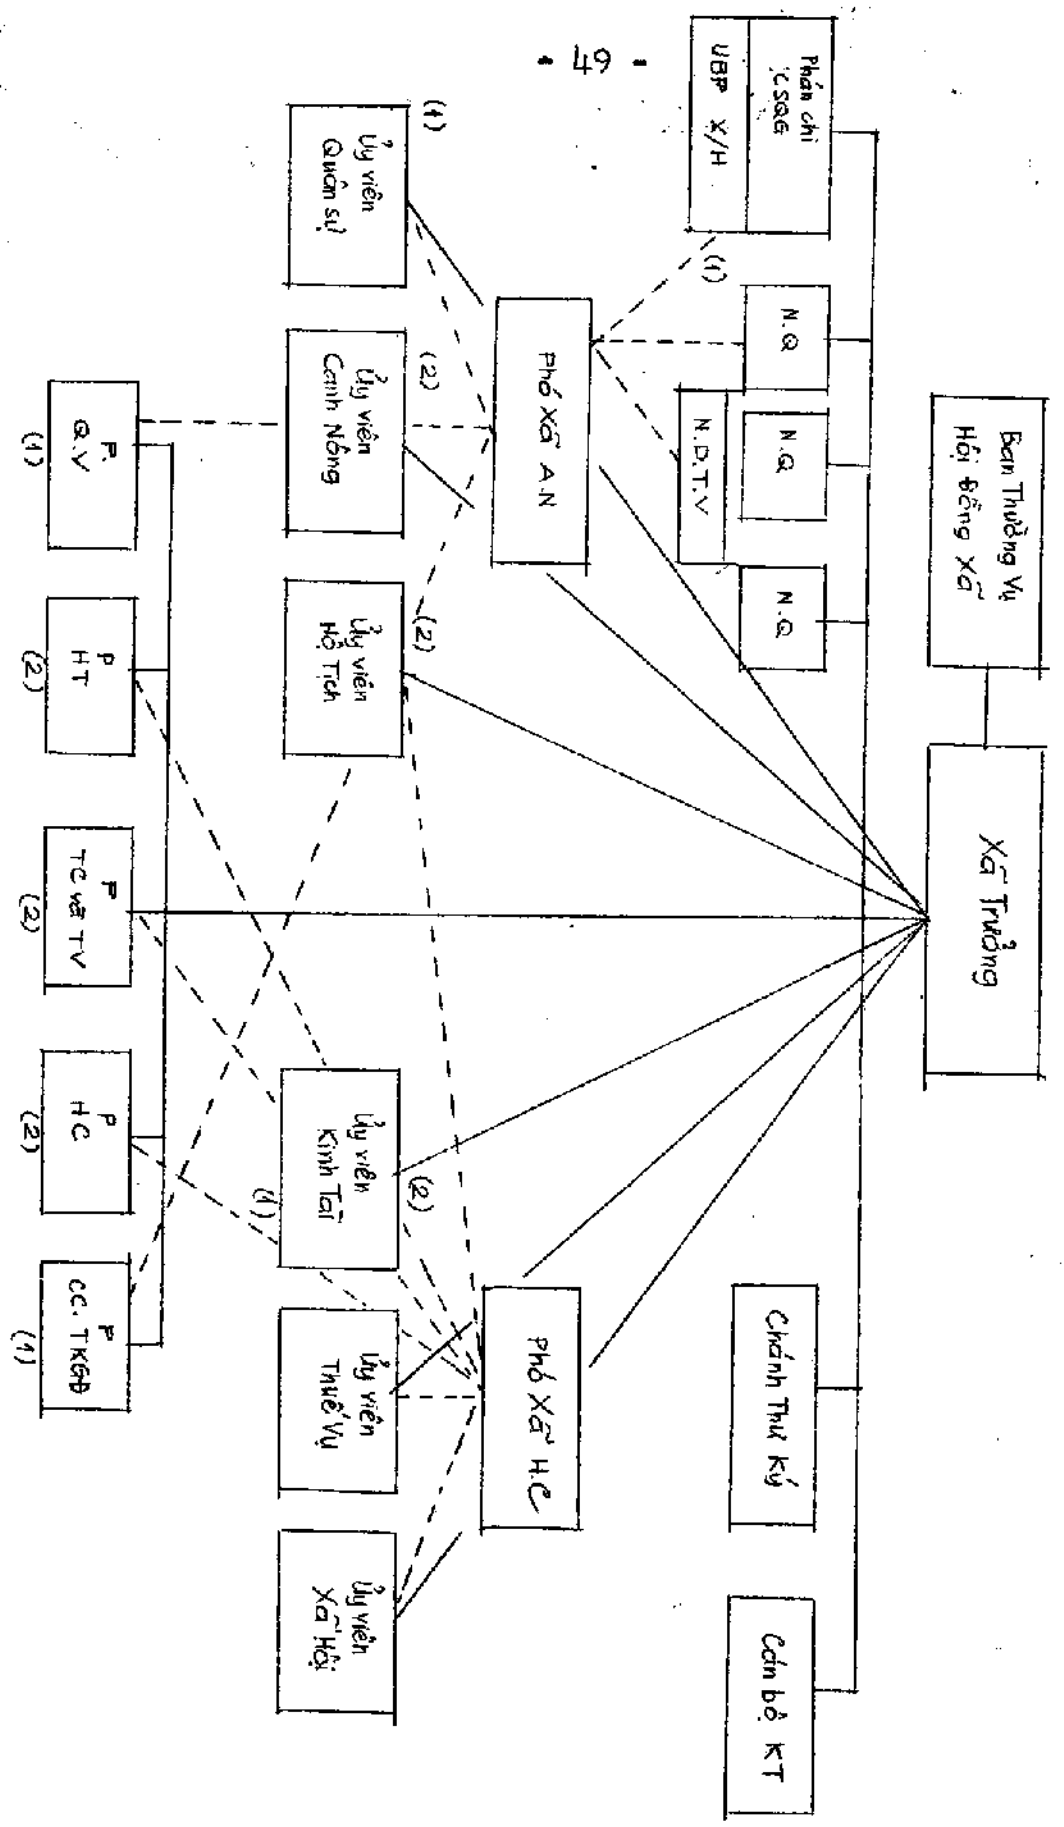 - 49 -
Ban Thường Vụ
Hội Đồng Xã
Xã Trưởng
Phân chi
CSQG
UBP X/H
(1)
N.Q
N.Q
N.Q
N.D.T.V
Chánh Thư Ký
Cán bộ KT
Phó Xã A.N
Phó Xã H.C
(1)
(2)
(2)
(2)
(1)
Ủy viên
Quân sự
Ủy viên
Canh Nông
Ủy viên
Hộ Tịch
Ủy viên
Kinh Tài
Ủy viên
Thuế Vụ
Ủy viên
Xã Hội
P.
Q.V
(1)
P
HT
(2)
P
TC và TV
(2)
P
HC
(2)
P
CC. TKGĐ
(1)